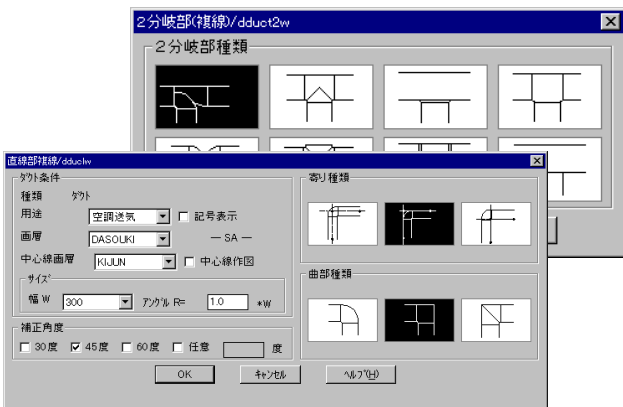 2分岐部(複線)/dduct2w
2分岐部種類
直線部複線/dduclw
ﾀﾞｸﾄ条件
種類 ﾀﾞｸﾄ
用途 空調送気 記号表示
画層 DASOUKI ― SA ―
中心線画層 KIJUN 中心線作図
ｻｲｽﾞ
幅 W 300 ｱﾝｸﾞﾙ R= 1.0 *W
補正角度
30度 45度 60度 任意 度
寄り種類
曲部種類
OK ｷｬﾝｾﾙ ﾍﾙﾌﾟ(H)